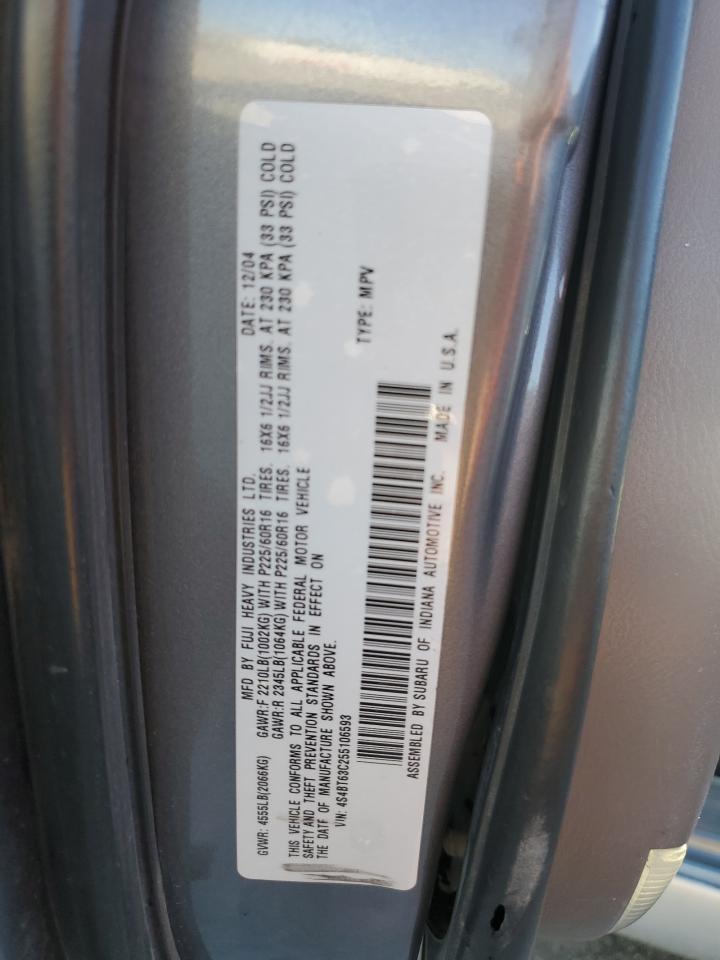 MFD BY FUJI HEAVY INDUSTRIES LTD. DATE: 12/04
GVWR: 4555LB(2066KG) GAWR:F 2210LB(1002KG) WITH P225/60R16 TIRES. 16X6 1/2JJ RIMS. AT 230 KPA (33 PSI) COLD
GAWR:R 2345LB(1064KG) WITH P225/60R16 TIRES. 16X6 1/2JJ RIMS. AT 230 KPA (33 PSI) COLD
THIS VEHICLE CONFORMS TO ALL APPLICABLE FEDERAL MOTOR VEHICLE
SAFETY AND THEFT PREVENTION STANDARDS IN EFFECT ON
THE DATE OF MANUFACTURE SHOWN ABOVE.
VIN: 4S4BT63C255106593 TYPE: MPV
ASSEMBLED BY SUBARU OF INDIANA AUTOMOTIVE INC. MADE IN U.S.A.